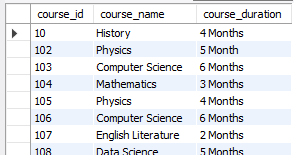 course_id course_name course_duration
10 History 4 Months
102 Physics 5 Month
103 Computer Science 6 Months
104 Mathematics 3 Months
105 Physics 4 Months
106 Computer Science 6 Months
107 English Literature 2 Months
108 Data Science 5 Months